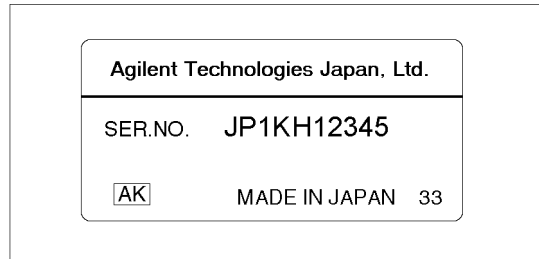 Agilent Technologies Japan, Ltd.
SER.NO. JP1KH12345
AK MADE IN JAPAN 33